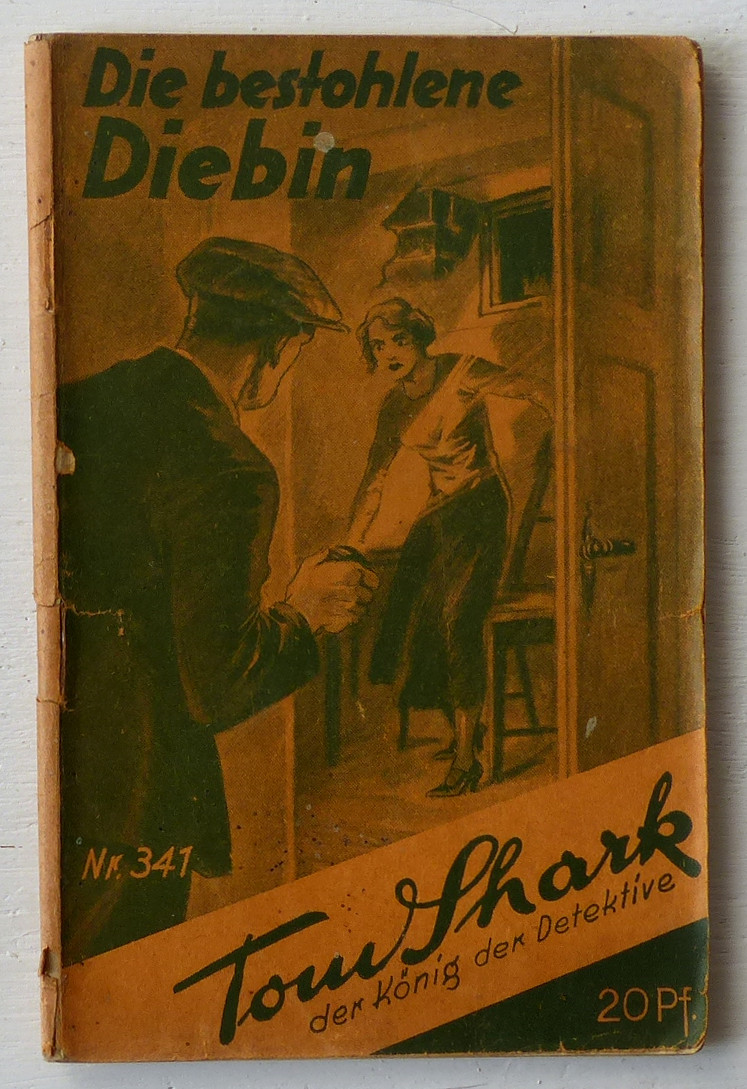 Die bestohlene
Diebin
Nr. 341
Tom Shark
der König der Detektive
20 Pf.